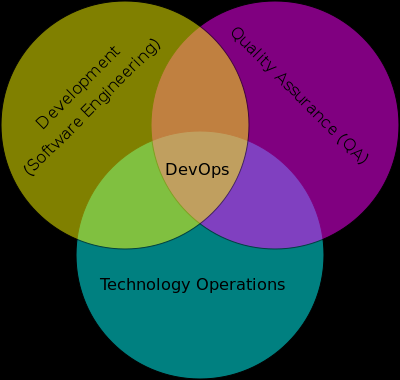 Development
(Software Engineering)
Quality Assurance (QA)
DevOps
Technology Operations